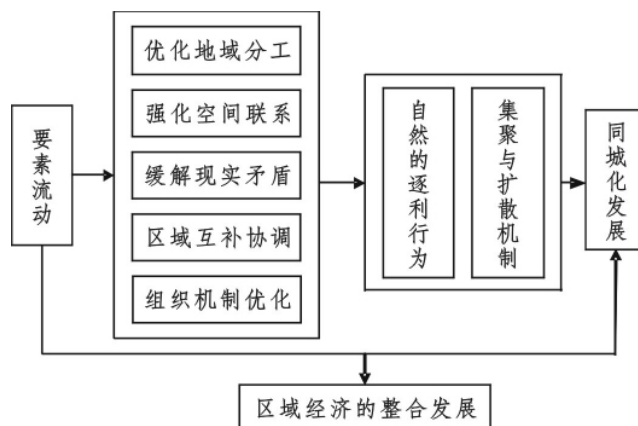 要素流动
优化地域分工
强化空间联系
缓解现实矛盾
区域互补协调
组织机制优化
自然的逐利行为
集聚与扩散机制
同城化发展
区域经济的整合发展